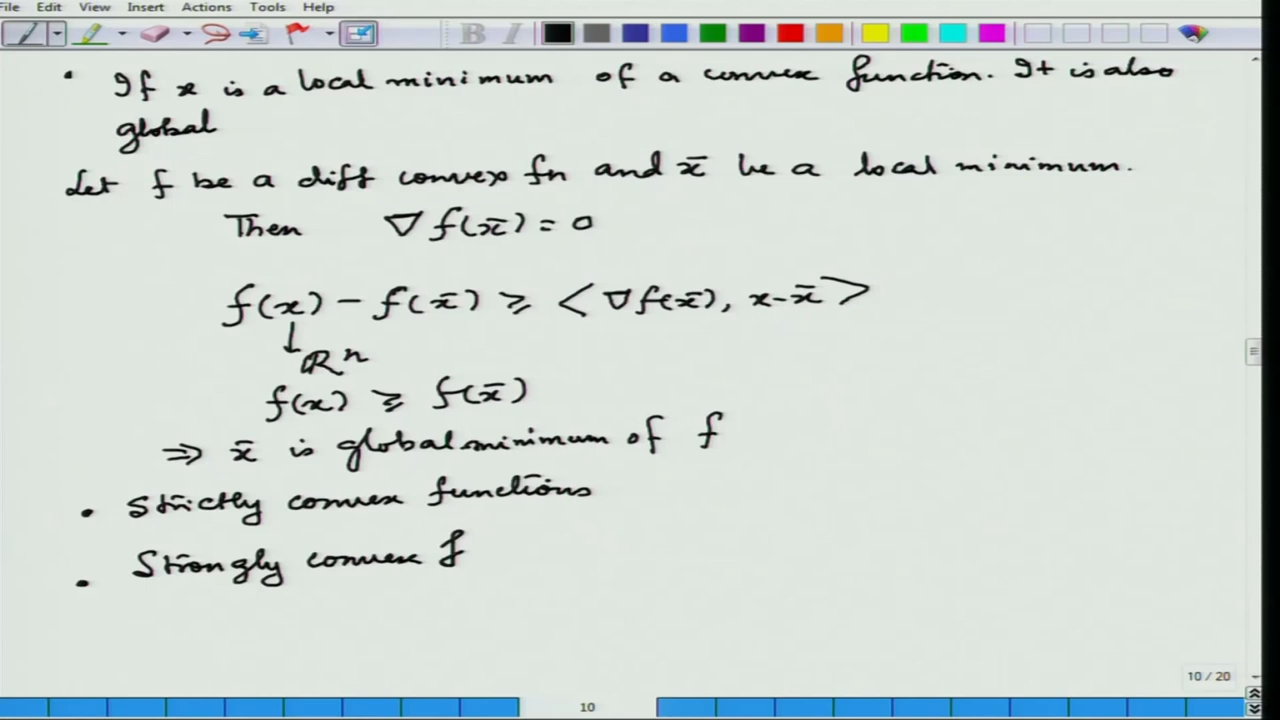 File Edit View Insert Actions Tools Help
B I
• If x is a local minimum of a convex function. It is also
global
Let f be a diff convex fn and x̄ be a local minimum.
Then ∇f(x̄) = 0
f(x) - f(x̄) ≥ <∇f(x̄), x-x̄>
↓
ℝⁿ
f(x) ≥ f(x̄)
⇒ x̄ is global minimum of f
• Strictly convex functions
• Strongly convex f
10 / 20
10